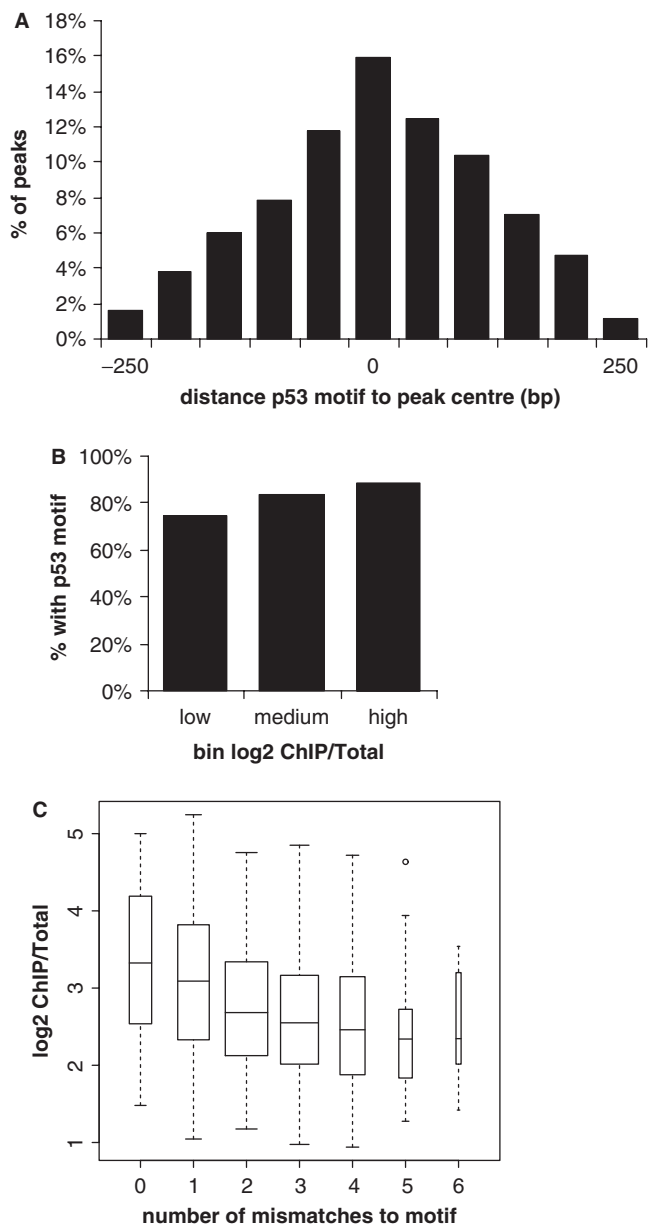 A
18%
16%
14%
12%
10%
8%
6%
4%
2%
0%
% of peaks
–250 0 250
distance p53 motif to peak centre (bp)
B
100%
80%
60%
40%
20%
0%
% with p53 motif
low medium high
bin log2 ChIP/Total
C
5
4
3
2
1
log2 ChIP/Total
0 1 2 3 4 5 6
number of mismatches to motif